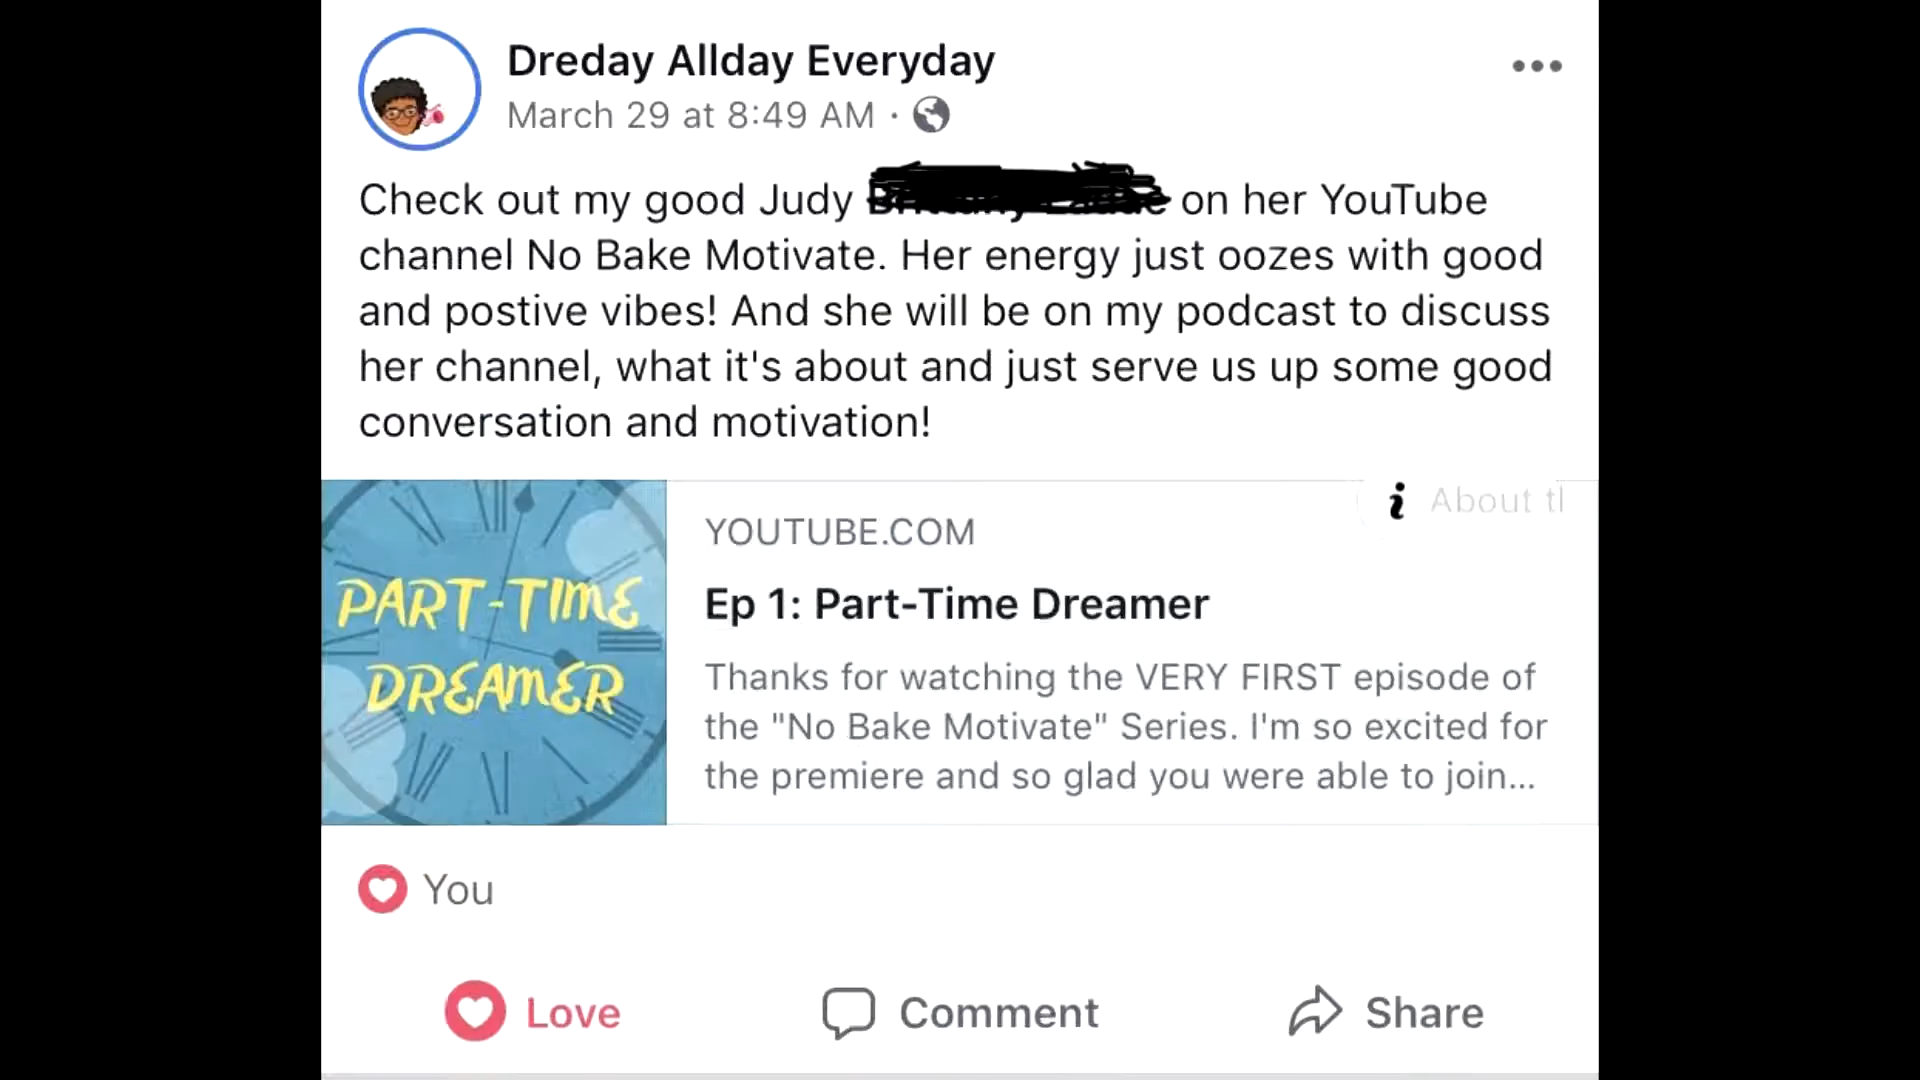 Dreday Allday Everyday
March 29 at 8:49 AM ·
Check out my good Judy on her YouTube
channel No Bake Motivate. Her energy just oozes with good
and postive vibes! And she will be on my podcast to discuss
her channel, what it's about and just serve us up some good
conversation and motivation!
PART-TIME
DREAMER
YOUTUBE.COM
i About
Ep 1: Part-Time Dreamer
Thanks for watching the VERY FIRST episode of
the "No Bake Motivate" Series. I'm so excited for
the premiere and so glad you were able to join...
You
Love
Comment
Share